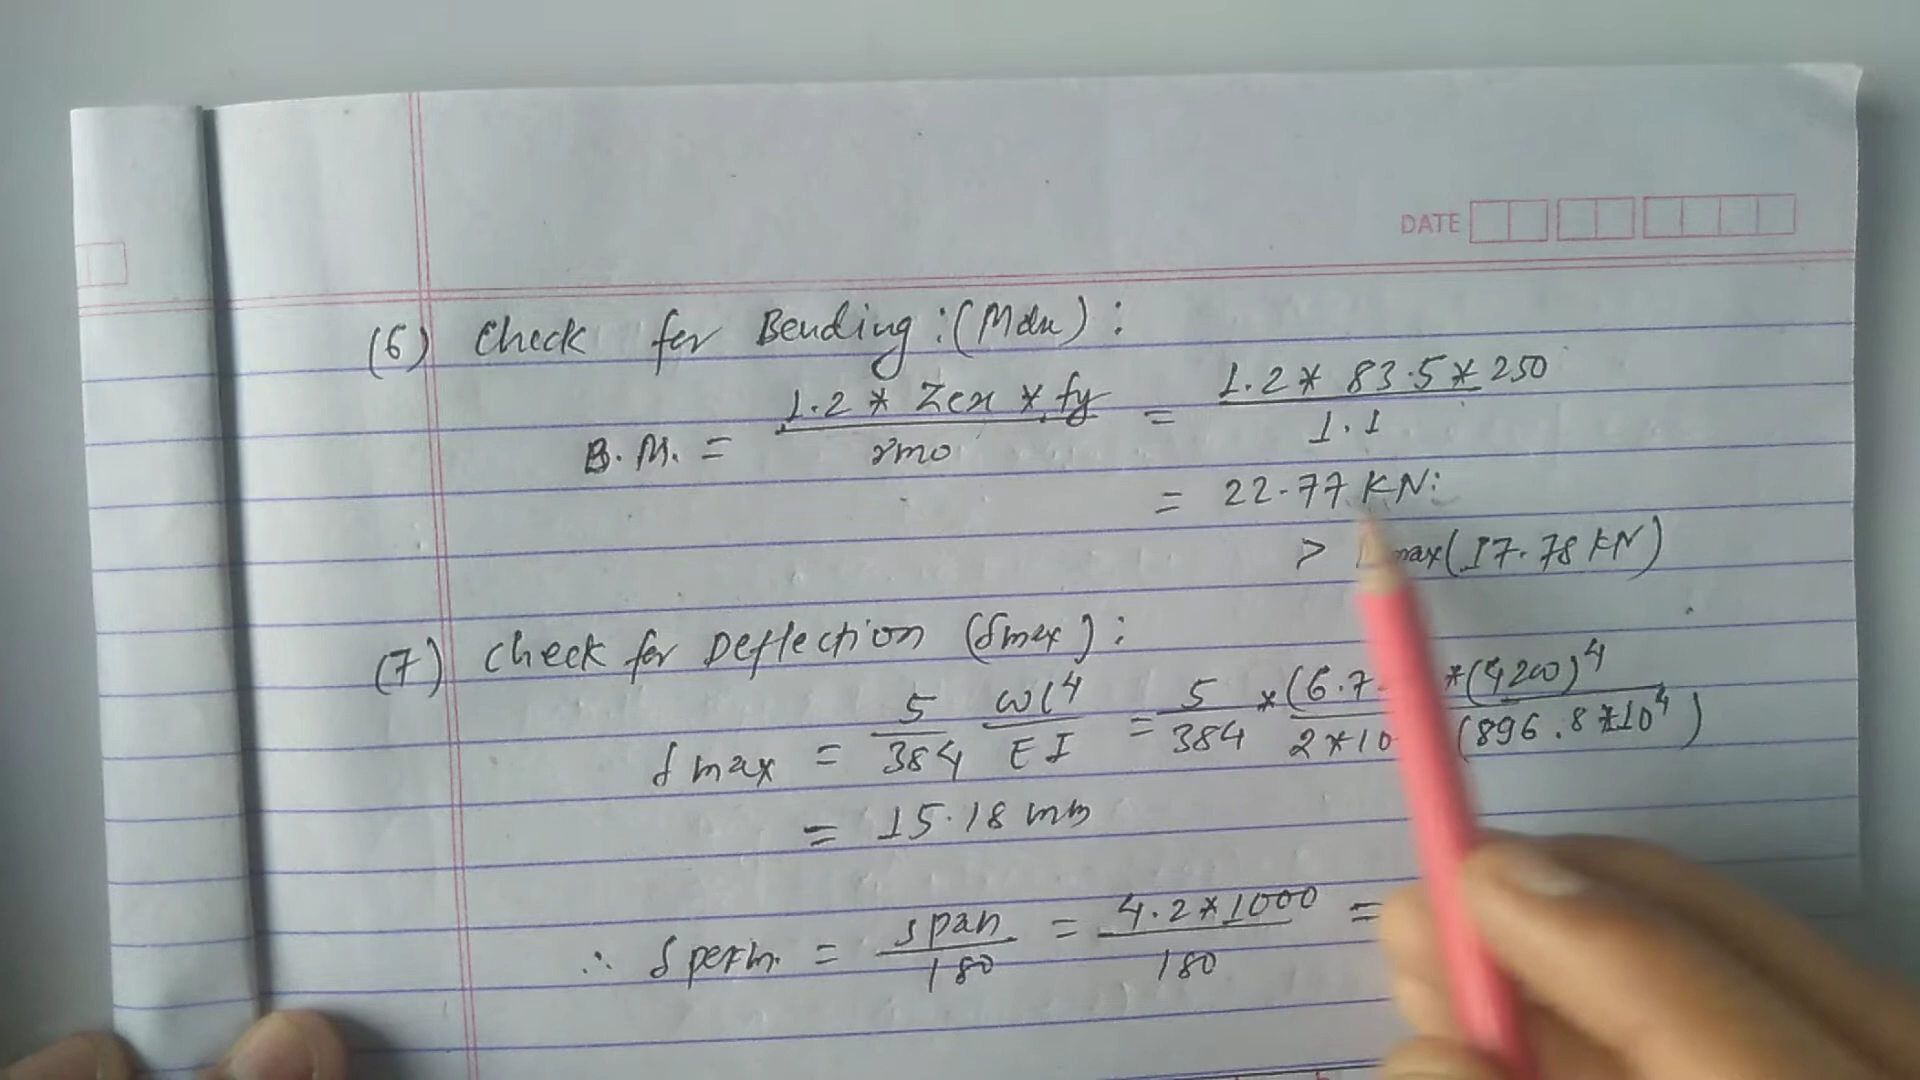 DATE
(6) Check for Bending : (Mdx) :
B.M. = 1.2 * Zex * fy / γmo = 1.2 * 83.5 * 250 / 1.1
= 22.77 KN:
> max (17.78 KN)
(7) Check for Deflection (δmax) :
δmax = 5/384 wl⁴/EI = 5/384 * (6.7 * (4200)⁴ / 2*10 (896.8*10⁴)
= 15.18 mm
∴ δperm. = span/180 = 4.2*1000/180 =